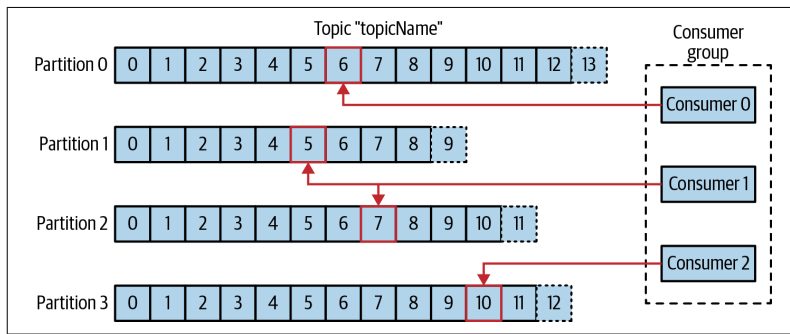 Topic "topicName"
Consumer
group
Partition 0 0 1 2 3 4 5 6 7 8 9 10 11 12 13
Consumer 0
Partition 1 0 1 2 3 4 5 6 7 8 9
Consumer 1
Partition 2 0 1 2 3 4 5 6 7 8 9 10 11
Consumer 2
Partition 3 0 1 2 3 4 5 6 7 8 9 10 11 12